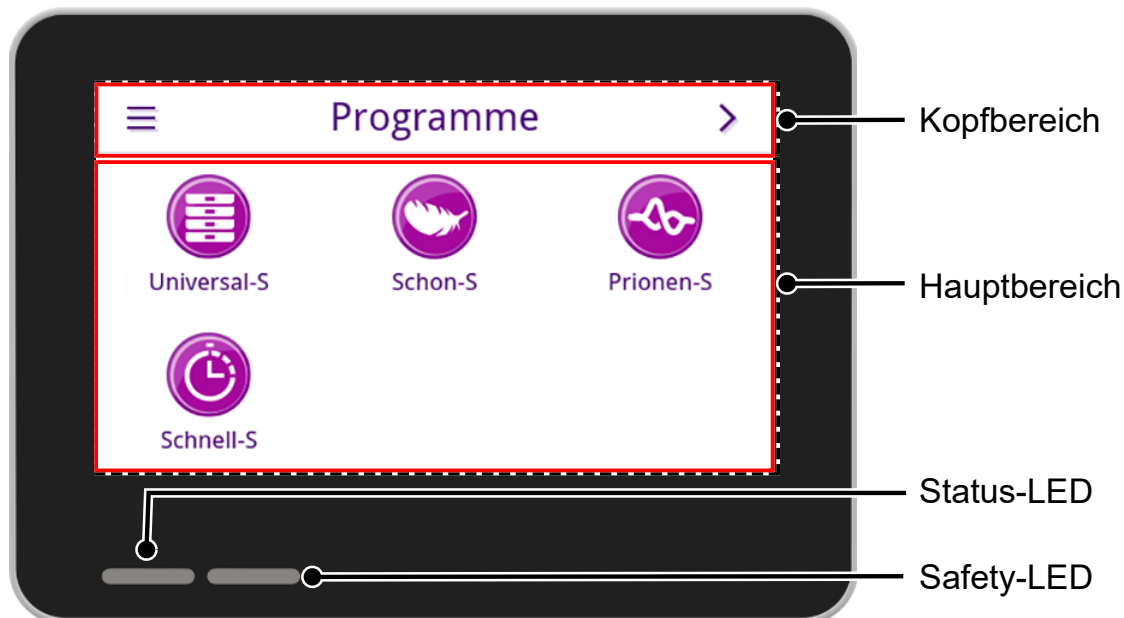 Programme
Kopfbereich
Universal-S
Schon-S
Prionen-S
Hauptbereich
Schnell-S
Status-LED
Safety-LED